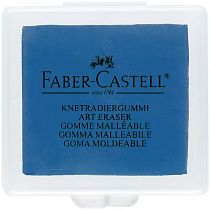 FABER-CASTELL®
since 1761
KNETRADIERGUMMI
ART ERASER
GOMME MALLÉABLE
GOMMA MALLEABILE
GOMA MOLDEABLE